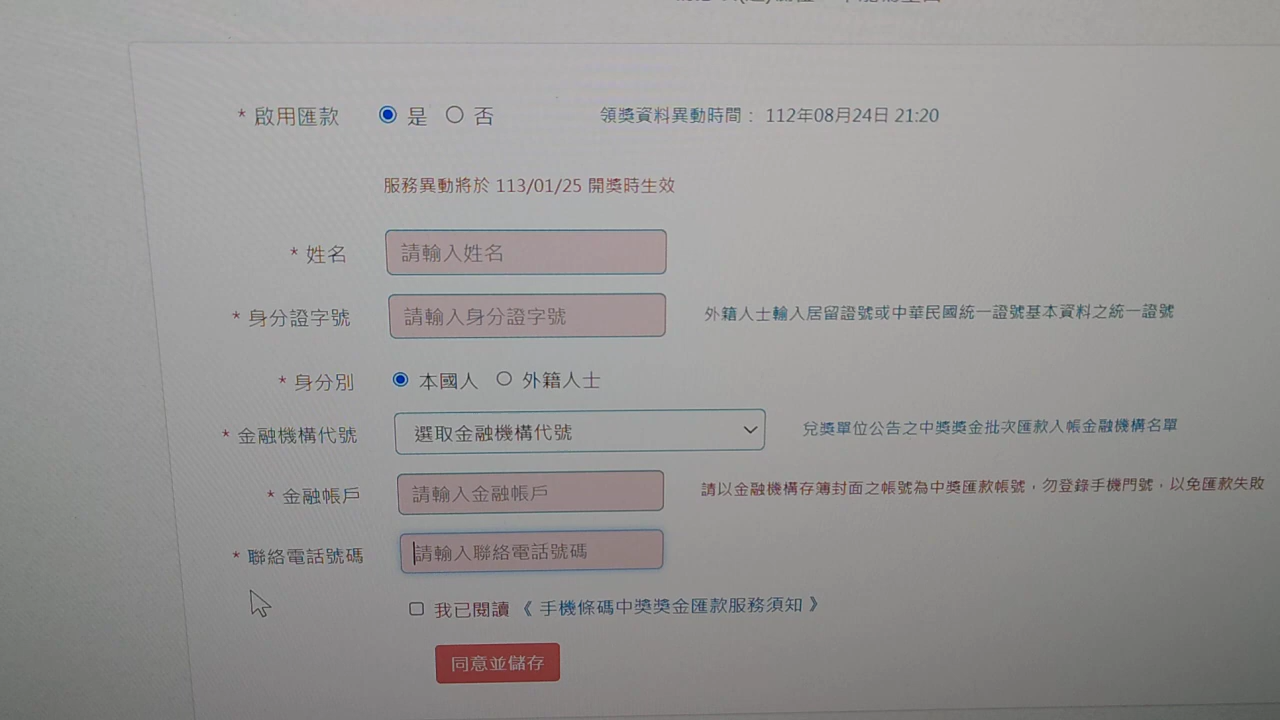 * 啟用匯款 是 否 領獎資料異動時間： 112年08月24日 21:20
服務異動將於 113/01/25 開獎時生效
* 姓名 請輸入姓名
* 身分證字號 請輸入身分證字號 外籍人士輸入居留證號或中華民國統一證號基本資料之統一證號
* 身分別 本國人 外籍人士
* 金融機構代號 選取金融機構代號 兌獎單位公告之中獎獎金批次匯款入帳金融機構名單
* 金融帳戶 請輸入金融帳戶 請以金融機構存簿封面之帳號為中獎匯款帳號，勿登錄手機門號，以免匯款失敗
* 聯絡電話號碼 請輸入聯絡電話號碼
我已閱讀 《 手機條碼中獎獎金匯款服務須知 》
同意並儲存